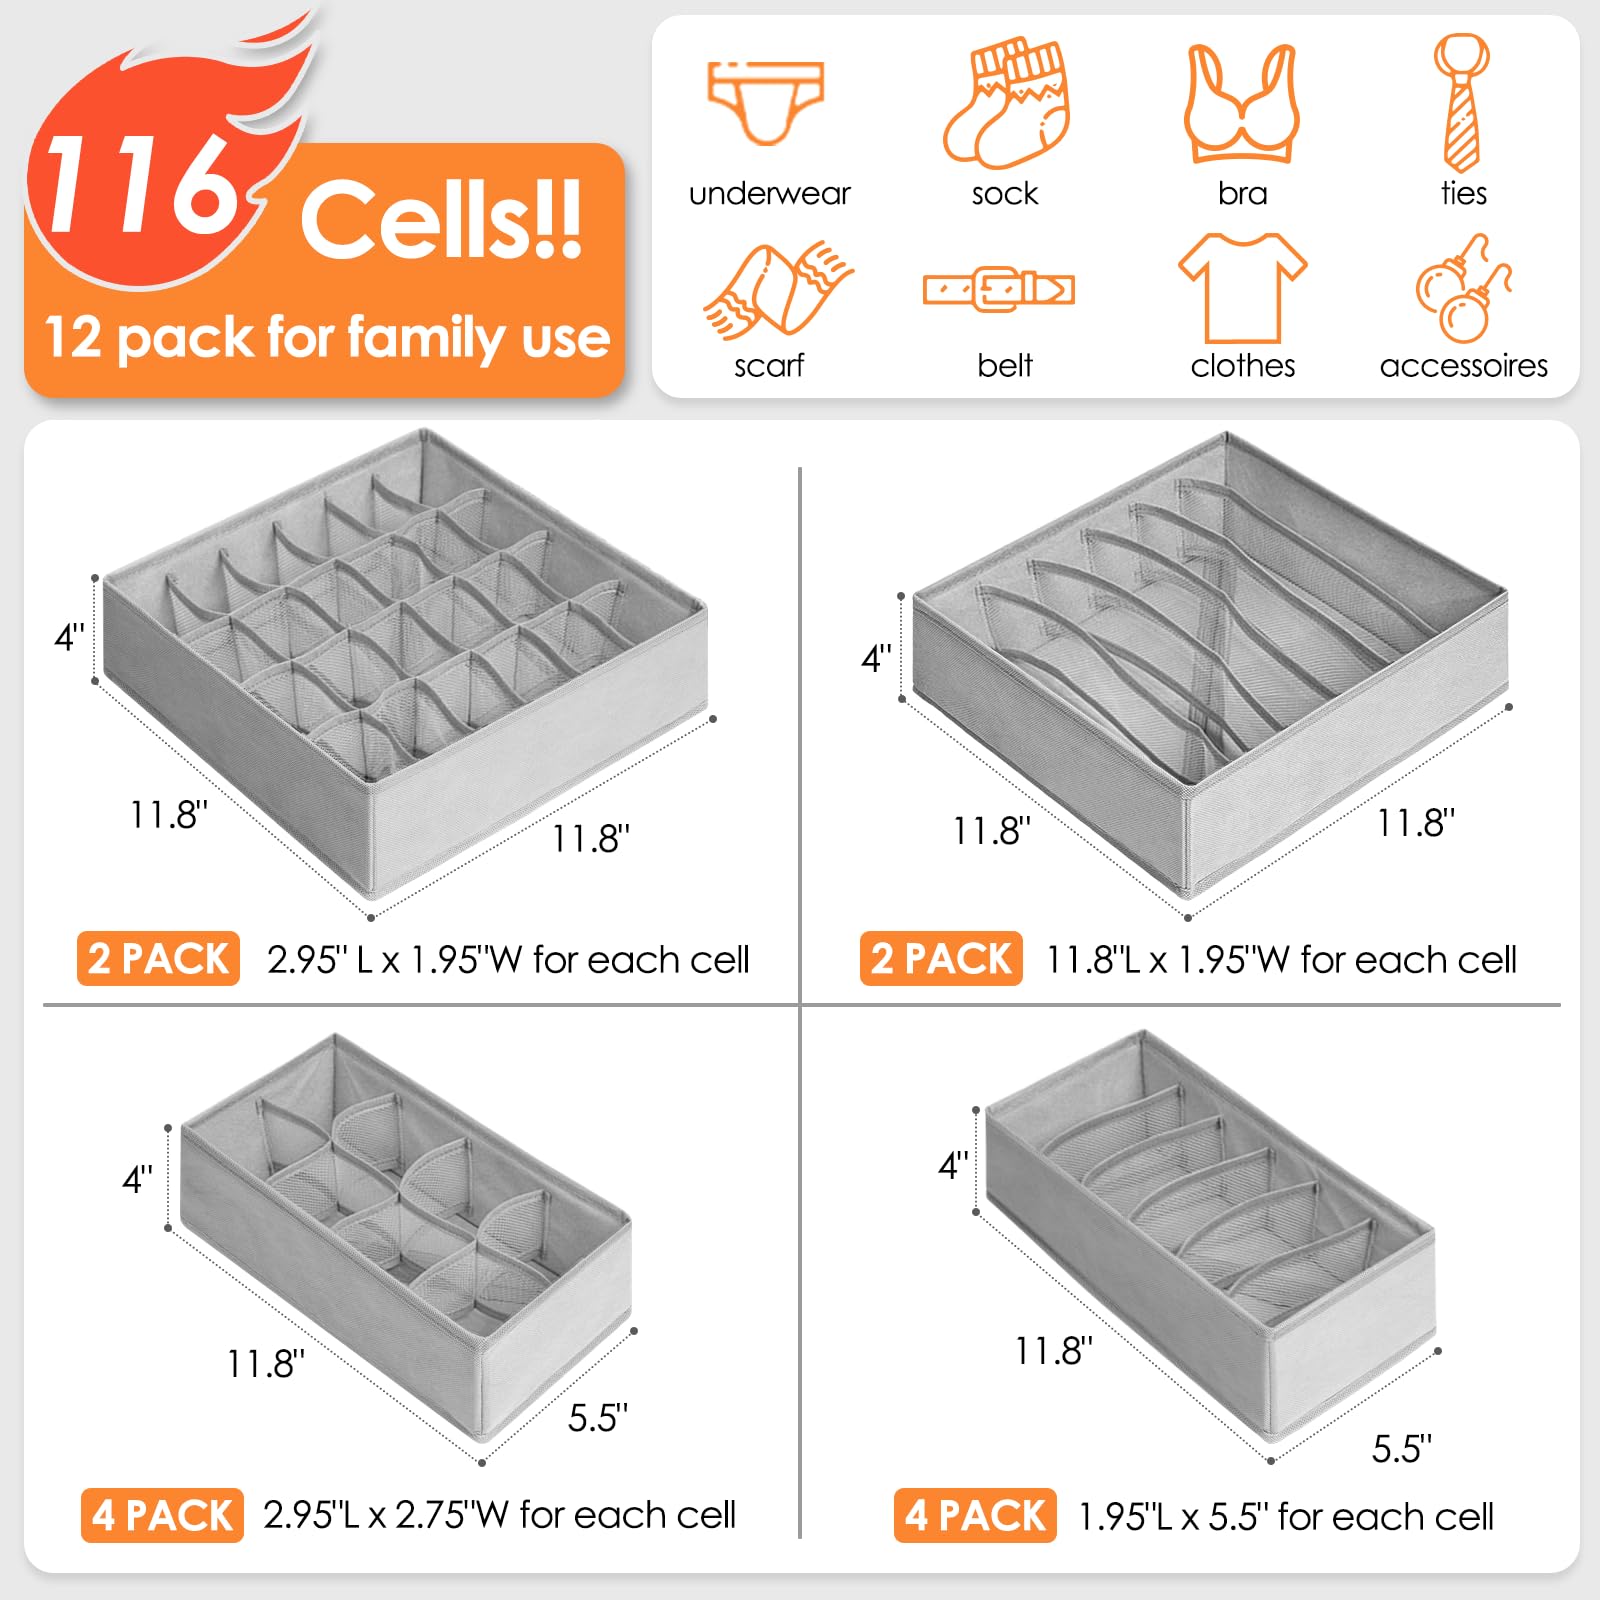 116
Cells!!
12 pack for family use
underwear
sock
bra
ties
scarf
belt
clothes
accessoires
4"
11.8"
11.8"
2 PACK 2.95" L x 1.95"W for each cell
4"
11.8"
11.8"
2 PACK 11.8"L x 1.95"W for each cell
4"
11.8"
5.5"
4 PACK 2.95"L x 2.75"W for each cell
4"
11.8"
5.5"
4 PACK 1.95"L x 5.5" for each cell